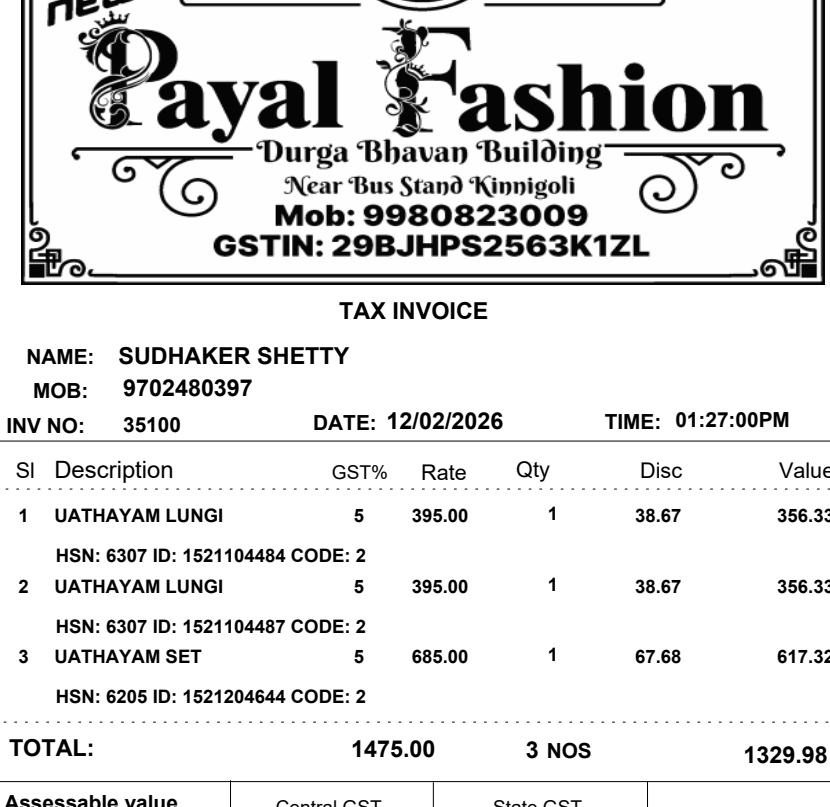 new
Payal Fashion
Durga Bhavan Building
Near Bus Stand Kinnigoli
Mob: 9980823009
GSTIN: 29BJHPS2563K1ZL
TAX INVOICE
NAME: SUDHAKER SHETTY
MOB: 9702480397
INV NO: 35100 DATE: 12/02/2026 TIME: 01:27:00PM
Sl Description GST% Rate Qty Disc Value
1 UATHAYAM LUNGI 5 395.00 1 38.67 356.33
HSN: 6307 ID: 1521104484 CODE: 2
2 UATHAYAM LUNGI 5 395.00 1 38.67 356.33
HSN: 6307 ID: 1521104487 CODE: 2
3 UATHAYAM SET 5 685.00 1 67.68 617.32
HSN: 6205 ID: 1521204644 CODE: 2
TOTAL: 1475.00 3 NOS 1329.98
Assessable value Central GST State GST